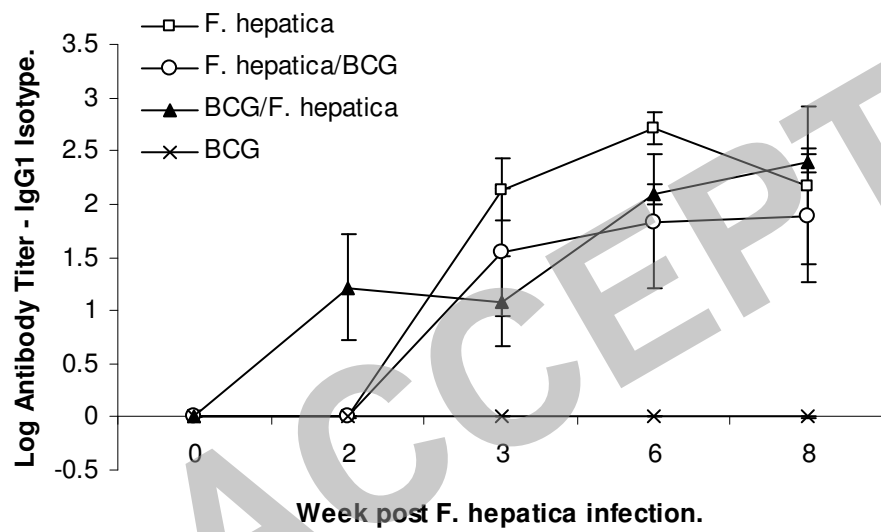 F. hepatica
F. hepatica/BCG
BCG/F. hepatica
BCG
Log Antibody Titer - IgG1 Isotype.
3.5
3
2.5
2
1.5
1
0.5
0
-0.5
0 2 3 6 8
Week post F. hepatica infection.
ACCEPT